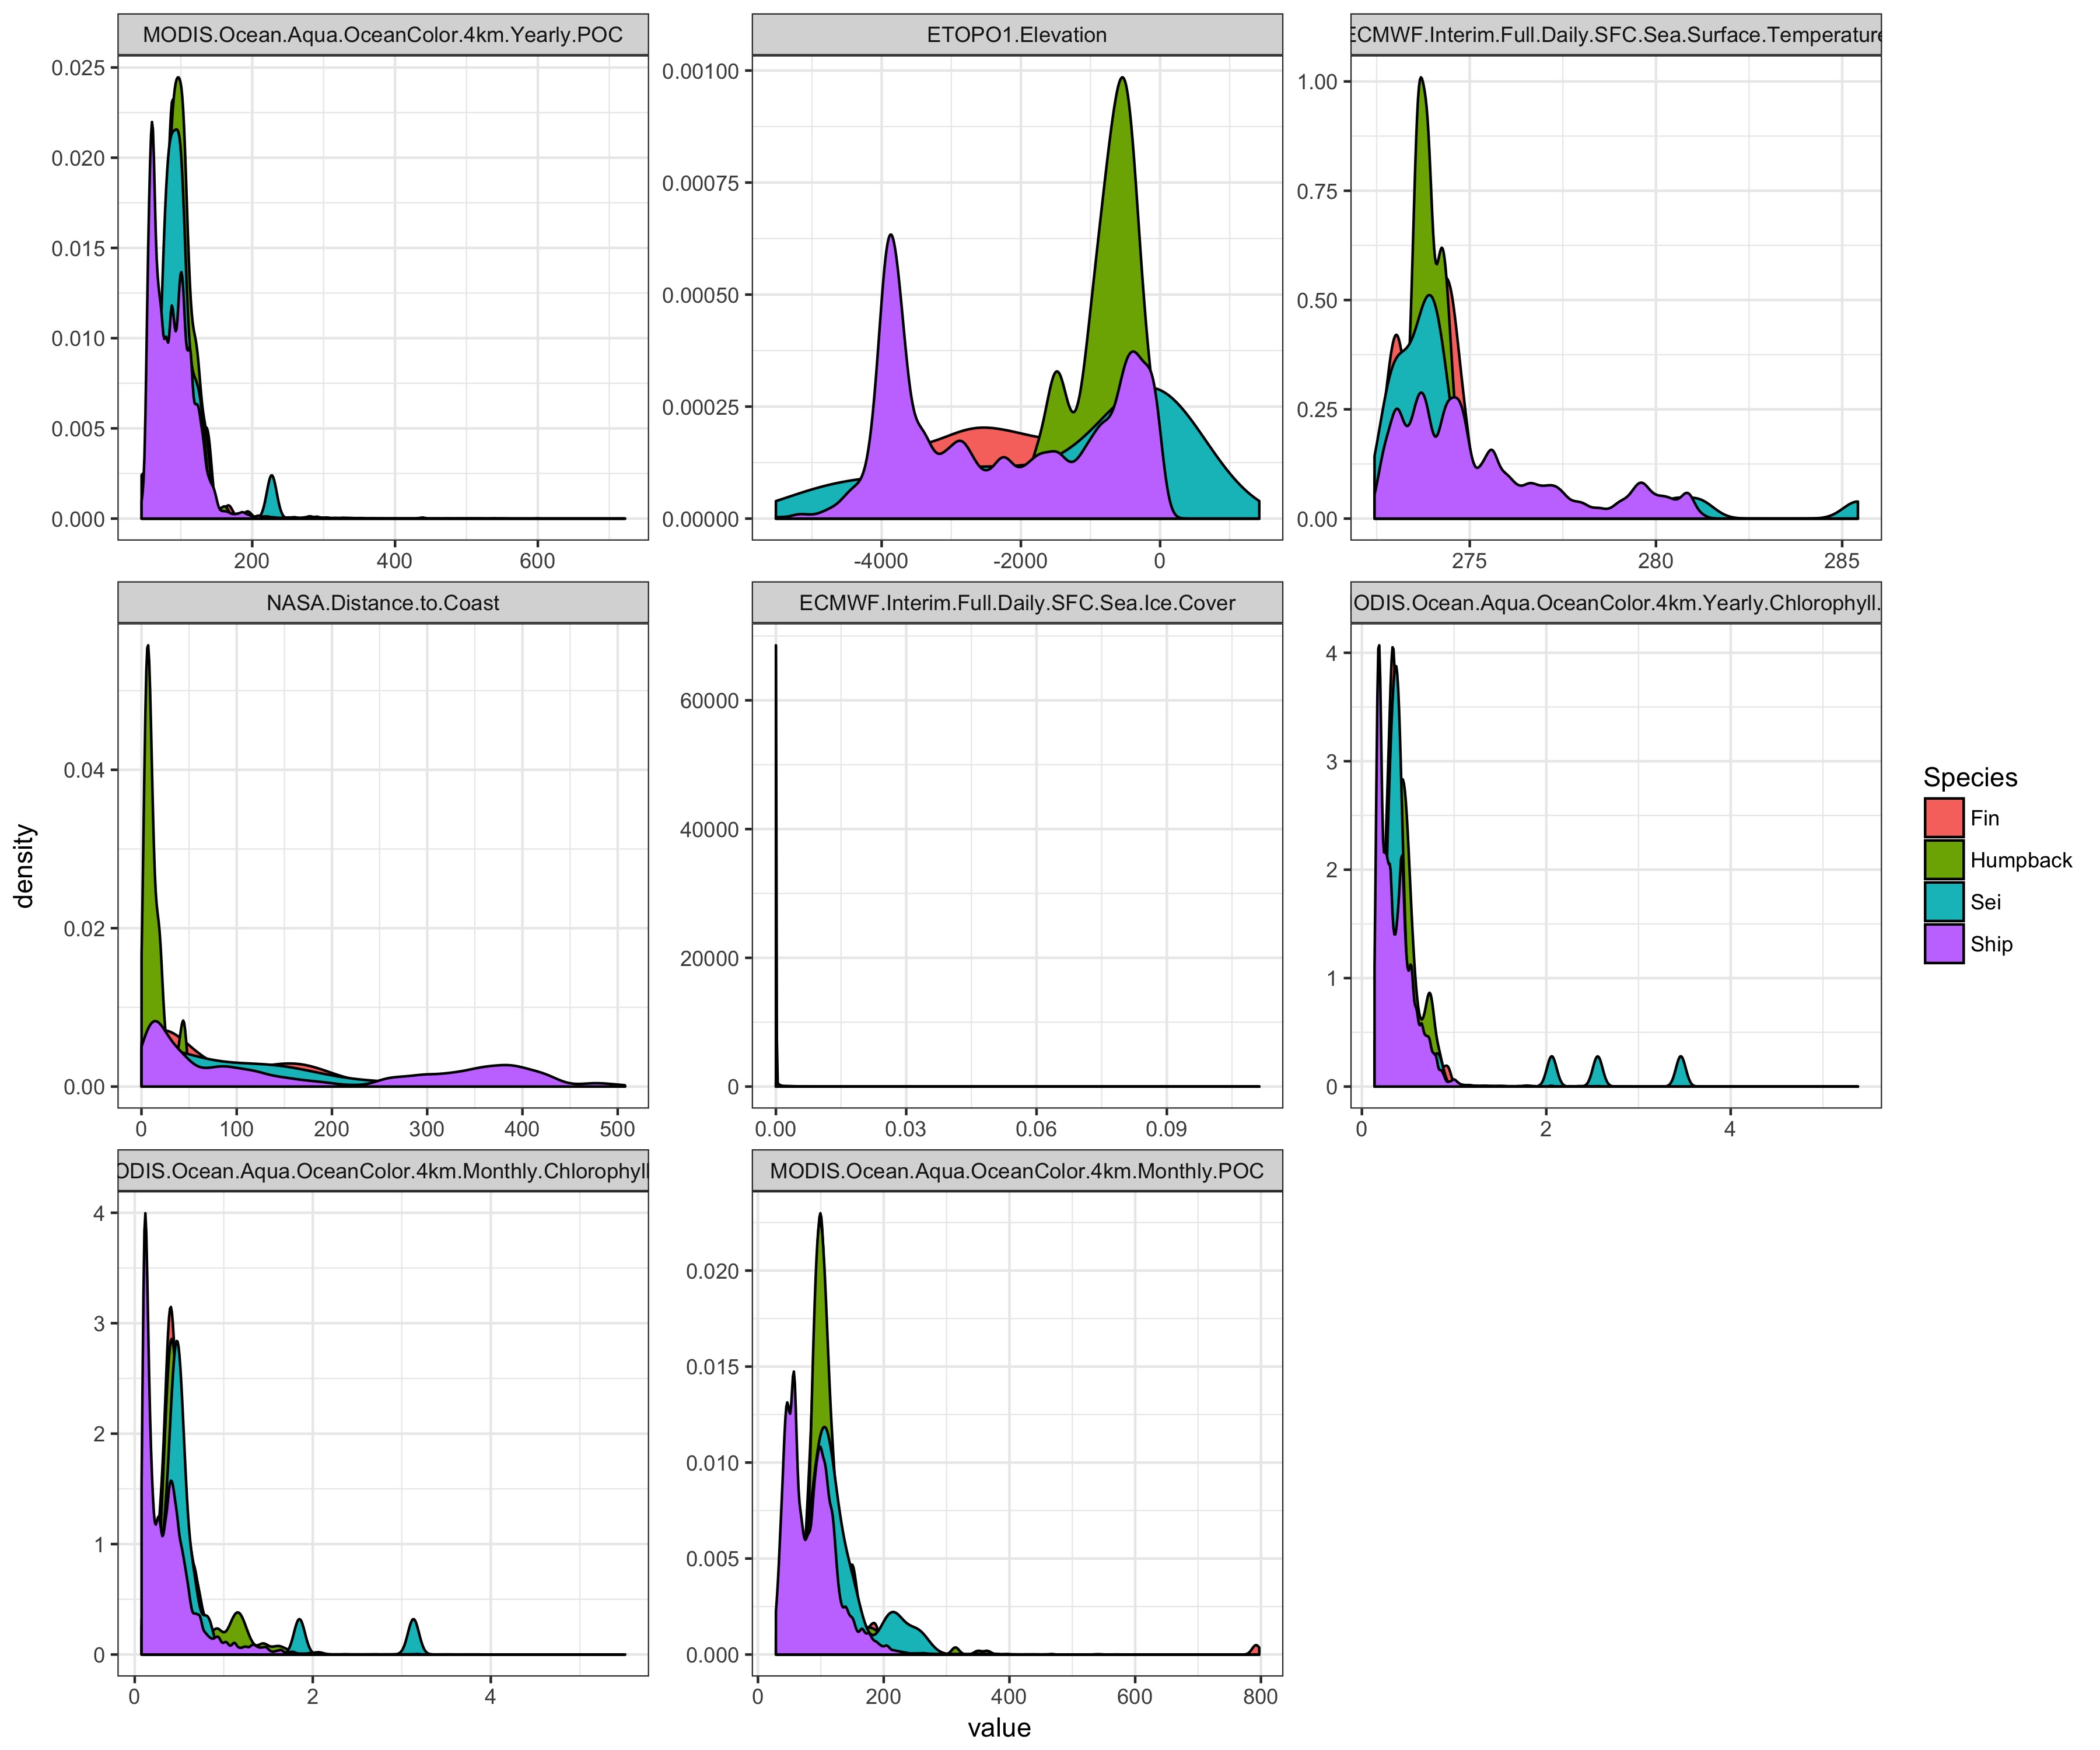 MODIS.Ocean.Aqua.OceanColor.4km.Yearly.POC
ETOPO1.Elevation
ECMWF.Interim.Full.Daily.SFC.Sea.Surface.Temperature
0.025
0.020
0.015
0.010
0.005
0.000
200 400 600
0.00100
0.00075
0.00050
0.00025
0.00000
-4000 -2000 0
1.00
0.75
0.50
0.25
0.00
275 280 285
NASA.Distance.to.Coast
ECMWF.Interim.Full.Daily.SFC.Sea.Ice.Cover
ODIS.Ocean.Aqua.OceanColor.4km.Yearly.Chlorophyll.
0.04
0.02
0.00
0 100 200 300 400 500
60000
40000
20000
0
0.00 0.03 0.06 0.09
4
3
2
1
0
0 2 4
ODIS.Ocean.Aqua.OceanColor.4km.Monthly.Chlorophyll
MODIS.Ocean.Aqua.OceanColor.4km.Monthly.POC
4
3
2
1
0
0 2 4
0.020
0.015
0.010
0.005
0.000
0 200 400 600 800
density
value
Species
Fin
Humpback
Sei
Ship